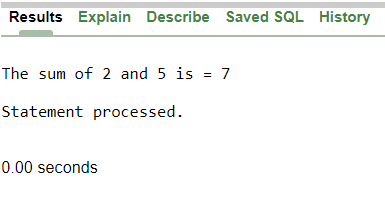 Results Explain Describe Saved SQL History
The sum of 2 and 5 is = 7
Statement processed.
0.00 seconds